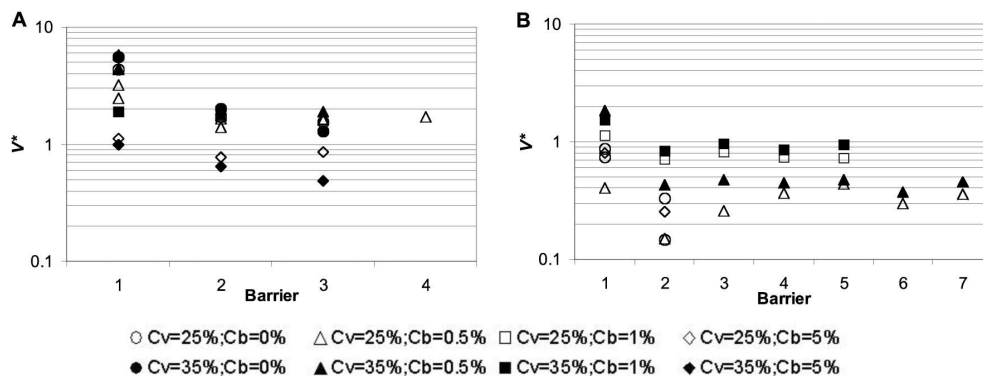 A
B
10
1
0.1
V*
1 2 3 4
Barrier
10
1
0.1
V*
1 2 3 4 5 6 7
Barrier
Cv=25%;Cb=0% Cv=25%;Cb=0.5% Cv=25%;Cb=1% Cv=25%;Cb=5%
Cv=35%;Cb=0% Cv=35%;Cb=0.5% Cv=35%;Cb=1% Cv=35%;Cb=5%